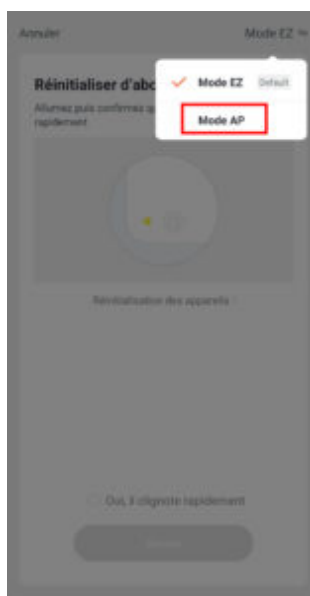 Annuler Mode EZ
Réinitialiser d'abo
Mode EZ Default
Allumez puis confirmez q
rapidement
Mode AP
Réinitialisation des appareils
Oui, il clignote rapidement